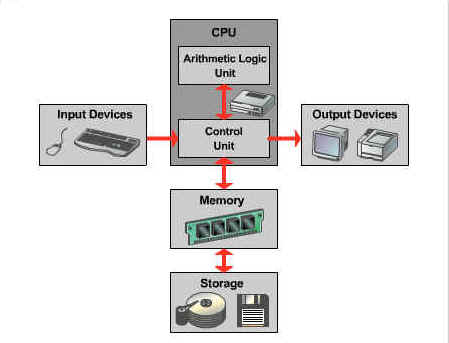 CPU
Arithmetic Logic
Unit
Input Devices
Control
Unit
Output Devices
Memory
Storage